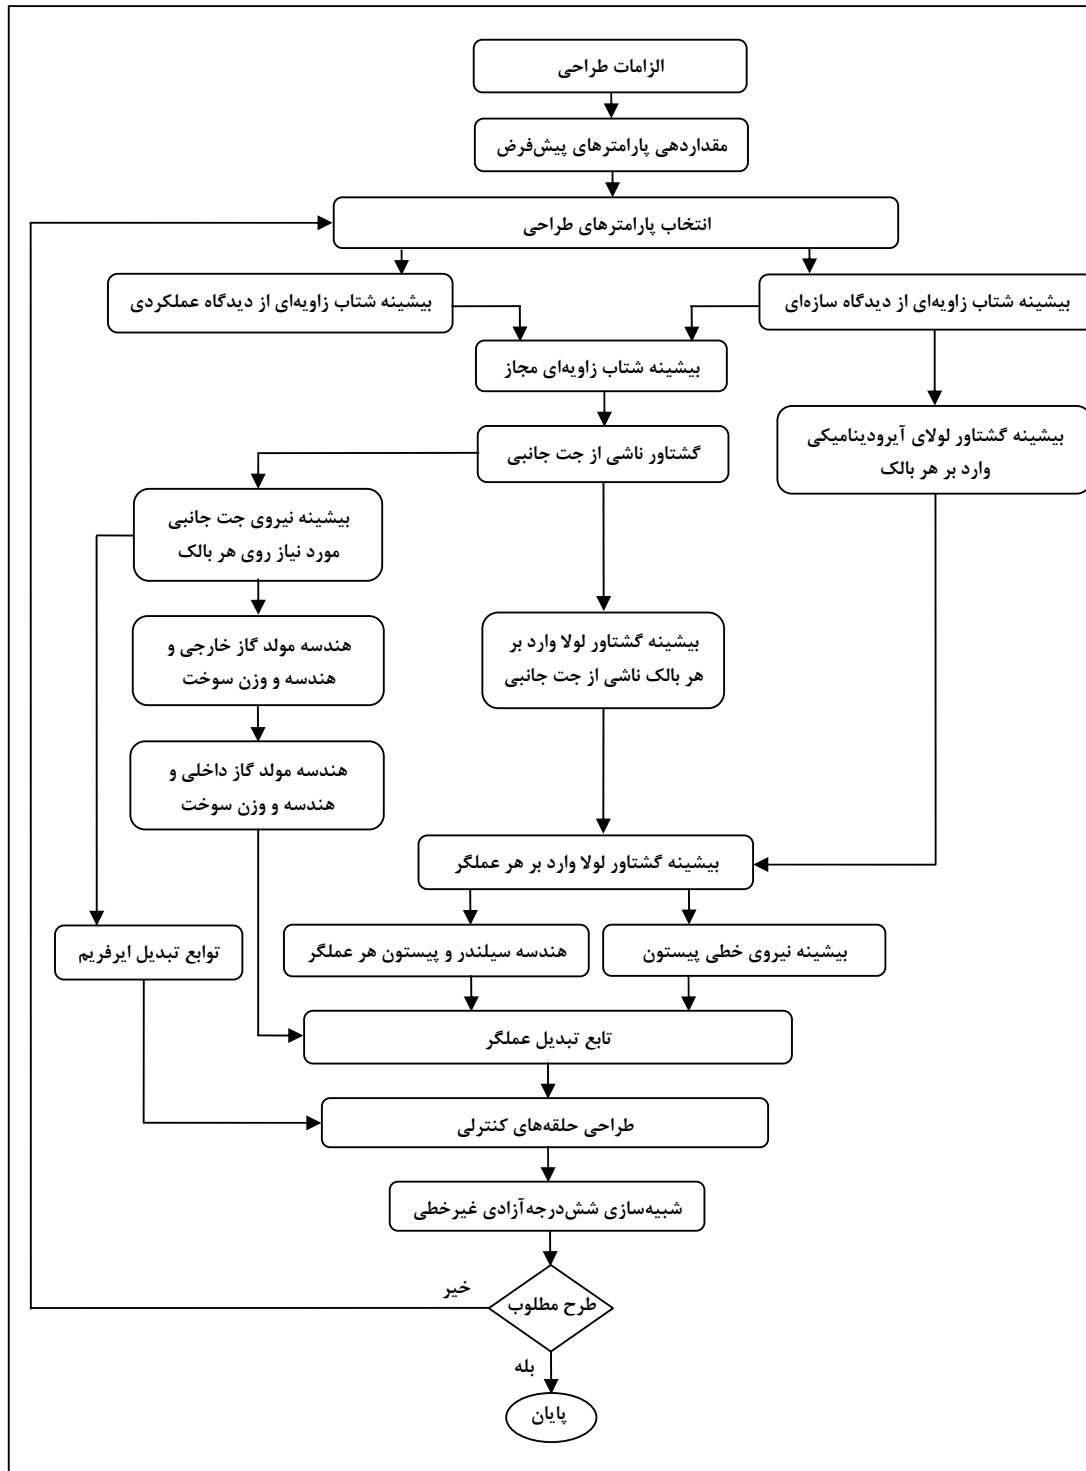 الزامات طراحی
مقداردهی پارامترهای پیش‌فرض
انتخاب پارامترهای طراحی
بیشینه شتاب زاویه‌ای از دیدگاه سازه‌ای
بیشینه شتاب زاویه‌ای از دیدگاه عملکردی
بیشینه شتاب زاویه‌ای مجاز
بیشینه گشتاور لولای آیرودینامیکی
وارد بر هر بالک
گشتاور ناشی از جت جانبی
بیشینه نیروی جت جانبی
مورد نیاز روی هر بالک
بیشینه گشتاور لولا وارد بر
هر بالک ناشی از جت جانبی
هندسه مولد گاز خارجی و
هندسه و وزن سوخت
هندسه مولد گاز داخلی و
هندسه و وزن سوخت
بیشینه گشتاور لولا وارد بر هر عملگر
بیشینه نیروی خطی پیستون
هندسه سیلندر و پیستون هر عملگر
توابع تبدیل ایرفریم
تابع تبدیل عملگر
طراحی حلقه‌های کنترلی
شبیه‌سازی شش‌درجه‌آزادی غیرخطی
طرح مطلوب
خیر
بله
پایان